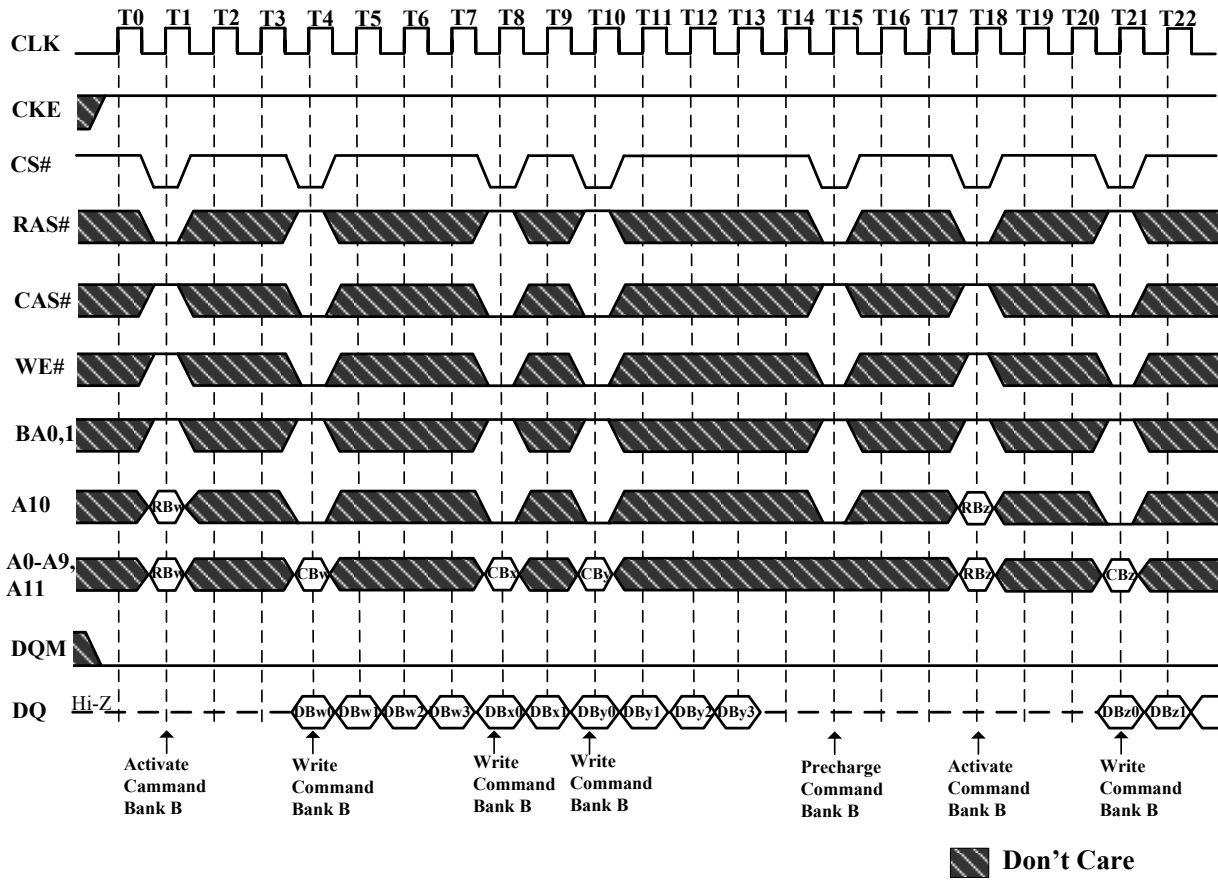 T0 T1 T2 T3 T4 T5 T6 T7 T8 T9 T10 T11 T12 T13 T14 T15 T16 T17 T18 T19 T20 T21 T22
CLK
CKE
CS#
RAS#
CAS#
WE#
BA0,1
A10 RBw RBz
A0-A9,
A11 RBw CBw CBx CBy RBz CBz
DQM
DQ Hi-Z DBw0 DBw1 DBw2 DBw3 DBx0 DBx1 DBy0 DBy1 DBy2 DBy3 DBz0 DBz1
Activate
Cammand
Bank B
Write
Command
Bank B
Write
Command
Bank B
Write
Command
Bank B
Precharge
Command
Bank B
Activate
Command
Bank B
Write
Command
Bank B
Don't Care